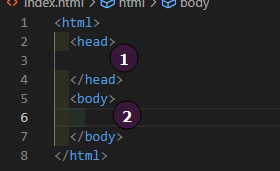 index.html > html > body
1 <html>
2 <head>
3 1
4 </head>
5 <body>
6 2
7 </body>
8 </html>